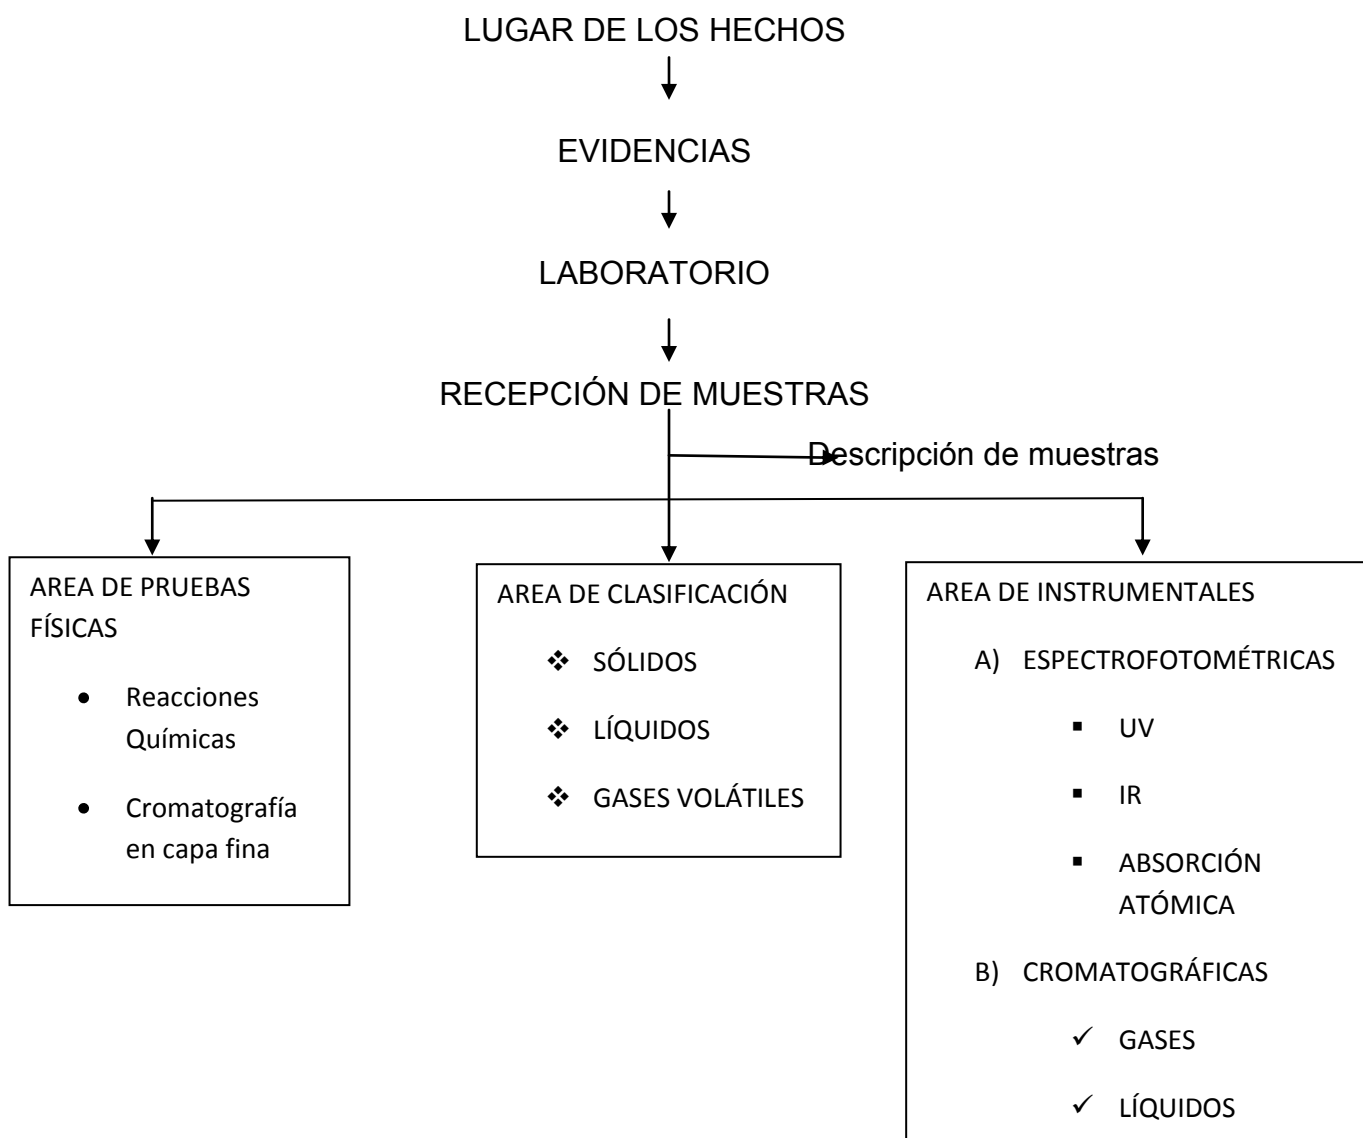 LUGAR DE LOS HECHOS
EVIDENCIAS
LABORATORIO
RECEPCIÓN DE MUESTRAS
Descripción de muestras
AREA DE PRUEBAS
FÍSICAS
• Reacciones
Químicas
• Cromatografía
en capa fina
AREA DE CLASIFICACIÓN
❖ SÓLIDOS
❖ LÍQUIDOS
❖ GASES VOLÁTILES
AREA DE INSTRUMENTALES
A) ESPECTROFOTOMÉTRICAS
▪ UV
▪ IR
▪ ABSORCIÓN
ATÓMICA
B) CROMATOGRÁFICAS
✓ GASES
✓ LÍQUIDOS